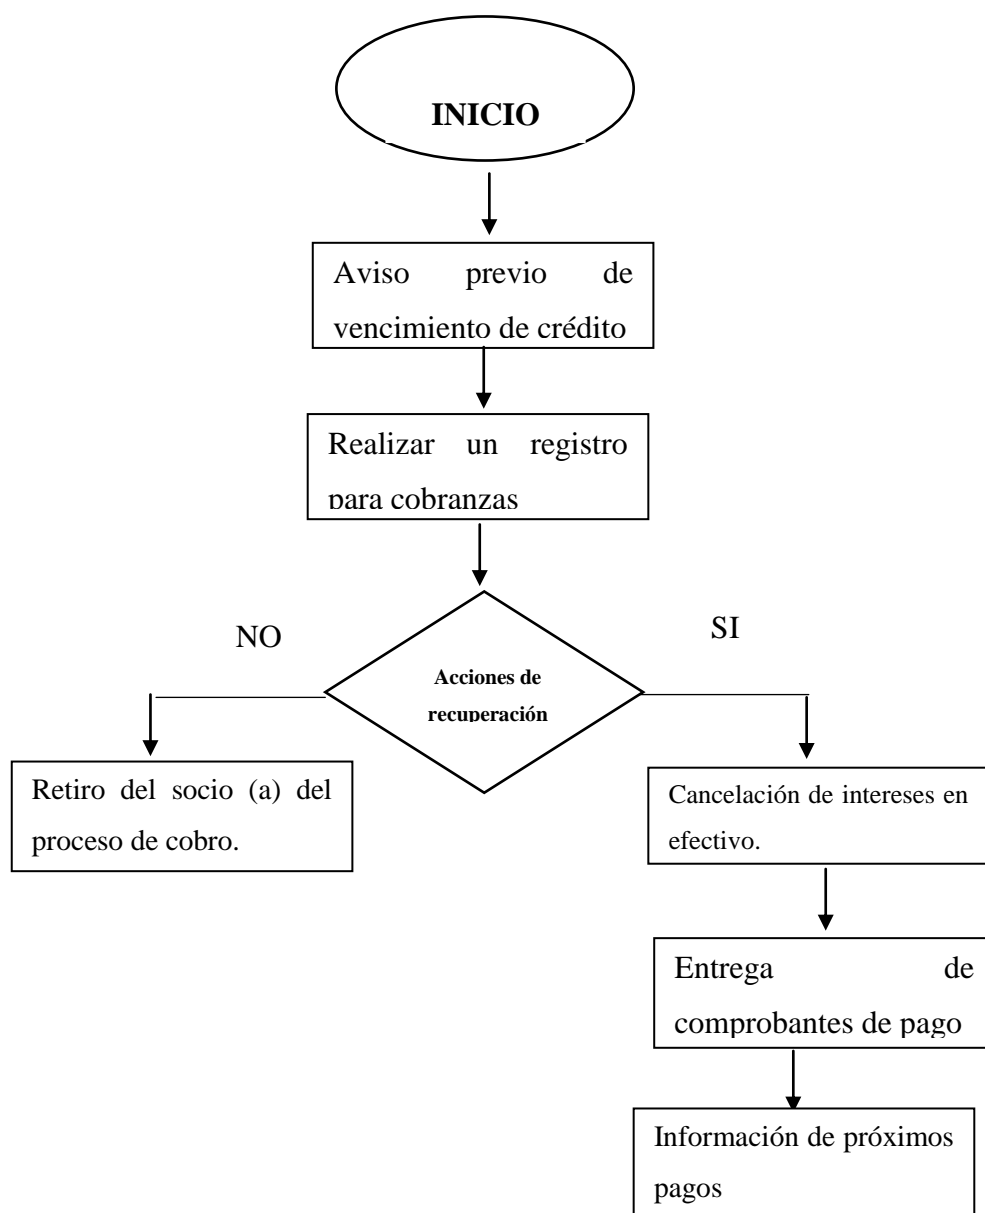 INICIO
Aviso previo de
vencimiento de crédito
Realizar un registro
para cobranzas
NO
SI
Acciones de
recuperación
Retiro del socio (a) del
proceso de cobro.
Cancelación de intereses en
efectivo.
Entrega de
comprobantes de pago
Información de próximos
pagos